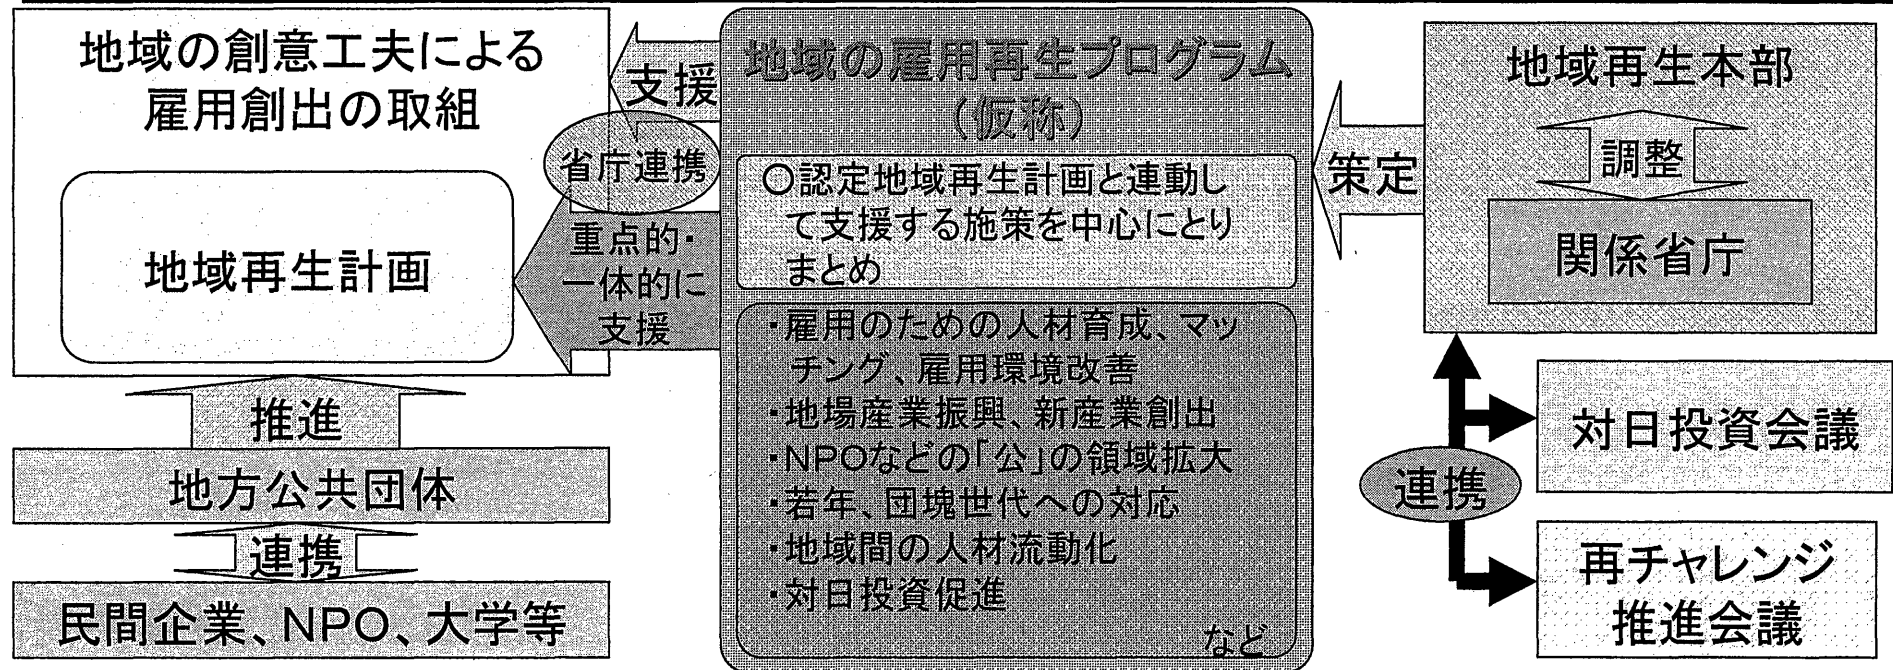 地域の創意工夫による
雇用創出の取組
地域再生計画
推進
地方公共団体
連携
民間企業、NPO、大学等
支援
省庁連携
重点的・
一体的に
支援
地域の雇用再生プログラム
(仮称)
○認定地域再生計画と連動し
て支援する施策を中心にとり
まとめ
・雇用のための人材育成、マッ
チング、雇用環境改善
・地場産業振興、新産業創出
・NPOなどの「公」の領域拡大
・若年、団塊世代への対応
・地域間の人材流動化
・対日投資促進
など
策定
地域再生本部
調整
関係省庁
連携
対日投資会議
再チャレンジ
推進会議